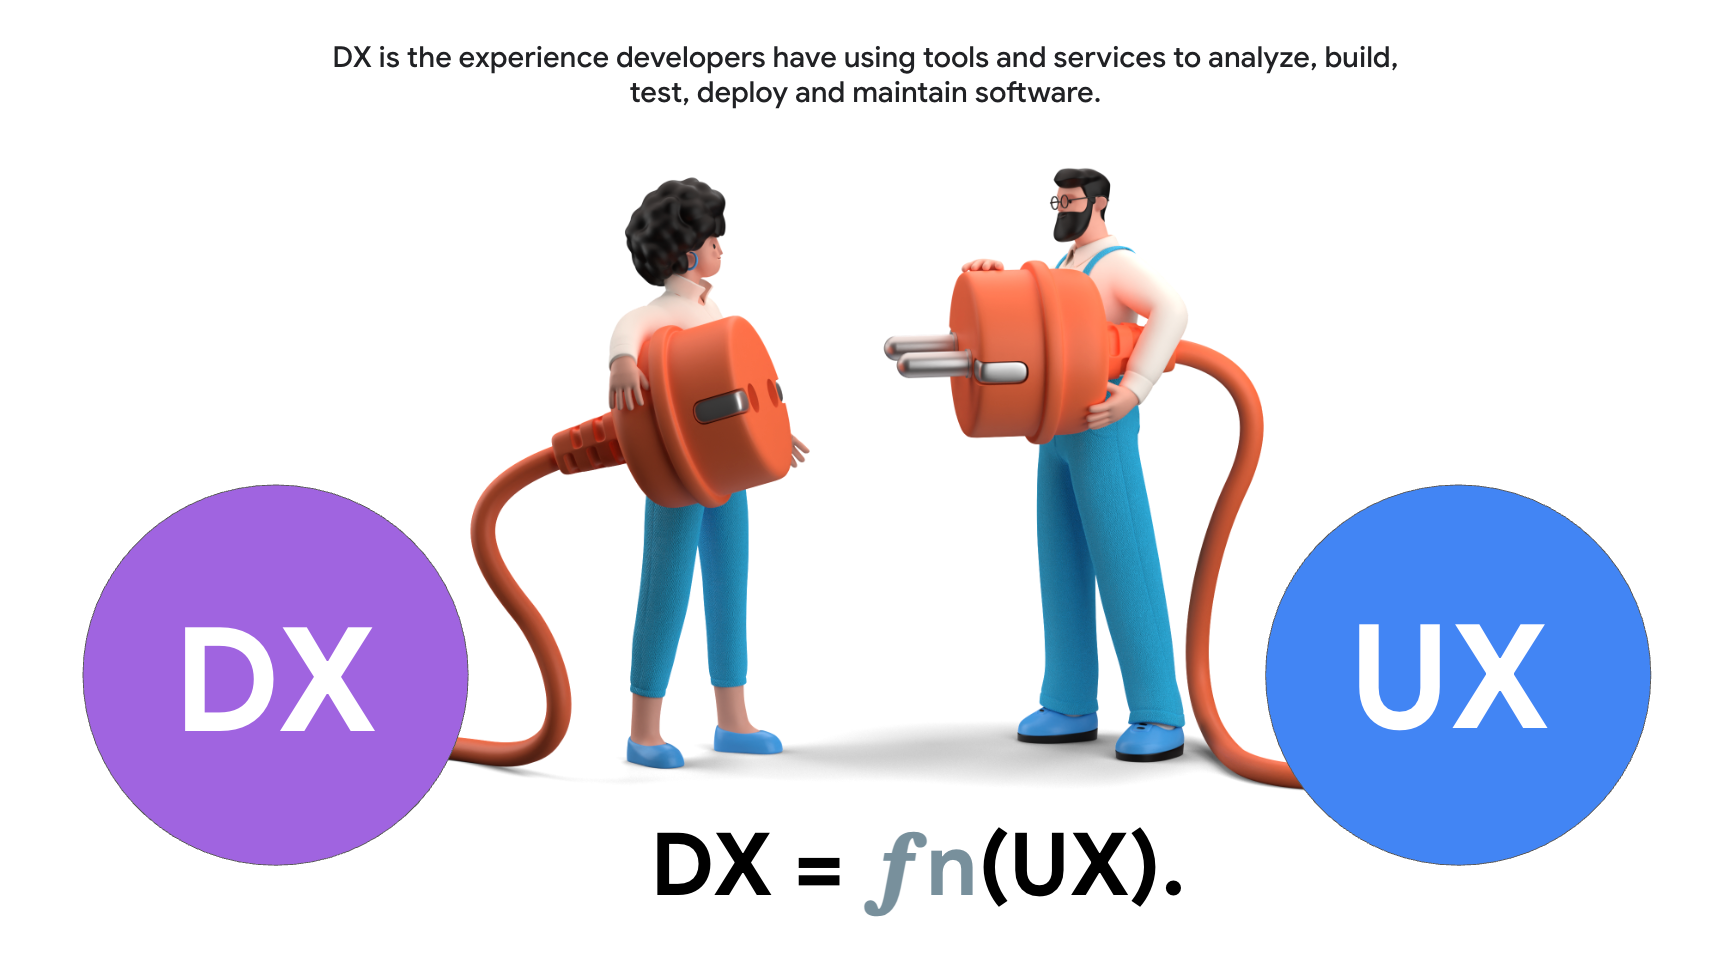 DX is the experience developers have using tools and services to analyze, build,
test, deploy and maintain software.
DX
UX
DX = fn(UX).